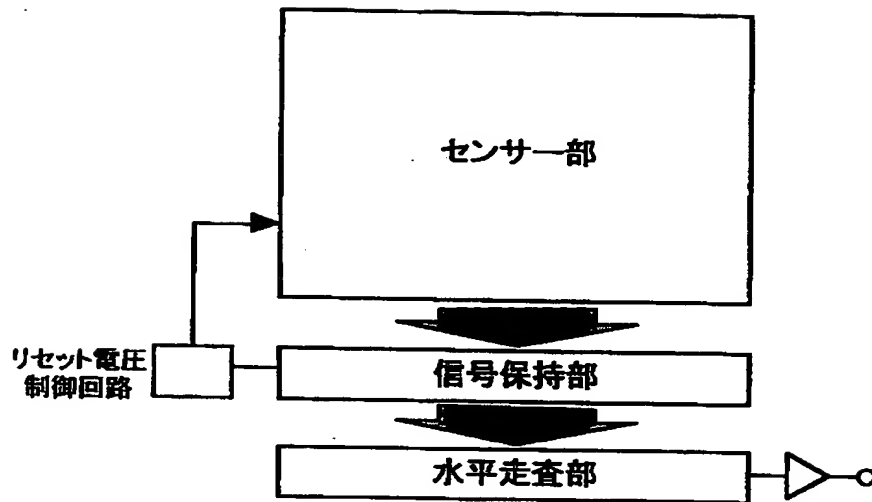 センサー部
リセット電圧
制御回路
信号保持部
水平走査部